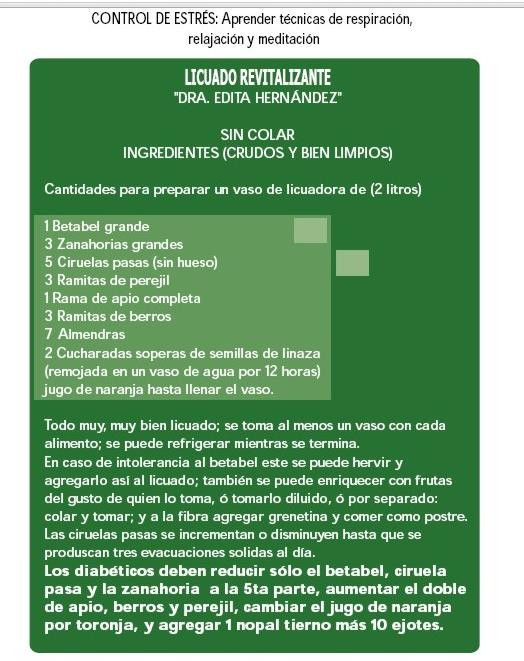 CONTROL DE ESTRÉS: Aprender técnicas de respiración,
relajación y meditación
LICUADO REVITALIZANTE
"DRA. EDITA HERNÁNDEZ"
SIN COLAR
INGREDIENTES (CRUDOS Y BIEN LIMPIOS)
Cantidades para preparar un vaso de licuadora de (2 litros)
1 Betabel grande
3 Zanahorias grandes
5 Ciruelas pasas (sin hueso)
3 Ramitas de perejil
1 Rama de apio completa
3 Ramitas de berros
7 Almendras
2 Cucharadas soperas de semillas de linaza
(remojada en un vaso de agua por 12 horas)
jugo de naranja hasta llenar el vaso.
Todo muy, muy bien licuado; se toma al menos un vaso con cada
alimento; se puede refrigerar mientras se termina.
En caso de intolerancia al betabel este se puede hervir y
agregarlo así al licuado; también se puede enriquecer con frutas
del gusto de quien lo toma, ó tomarlo diluido, ó por separado:
colar y tomar; y a la fibra agregar grenetina y comer como postre.
Las ciruelas pasas se incrementan o disminuyen hasta que se
produscan tres evacuaciones solidas al día.
Los diabéticos deben reducir sólo el betabel, ciruela
pasa y la zanahoria a la 5ta parte, aumentar el doble
de apio, berros y perejil, cambiar el jugo de naranja
por toronja, y agregar 1 nopal tierno más 10 ejotes.